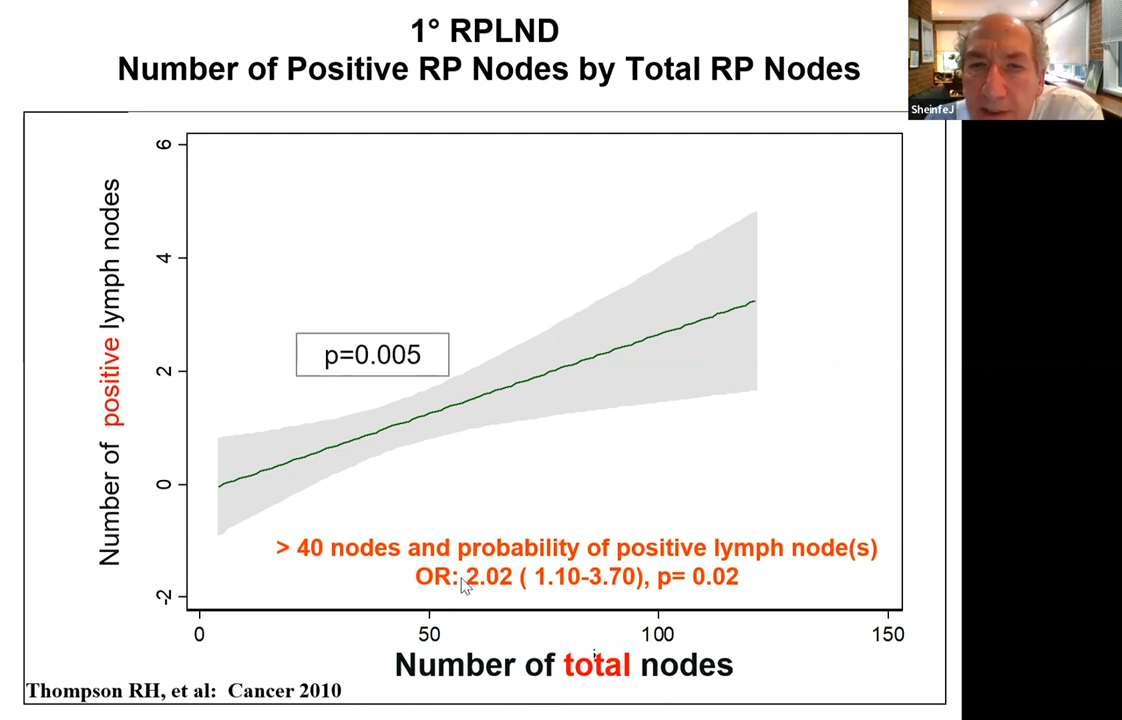 1° RPLND
Number of Positive RP Nodes by Total RP Nodes
SheinfeJ
6
4
2
0
-2
Number of positive lymph nodes
p=0.005
> 40 nodes and probability of positive lymph node(s)
OR: 2.02 ( 1.10-3.70), p= 0.02
0 50 100 150
Number of total nodes
Thompson RH, et al: Cancer 2010